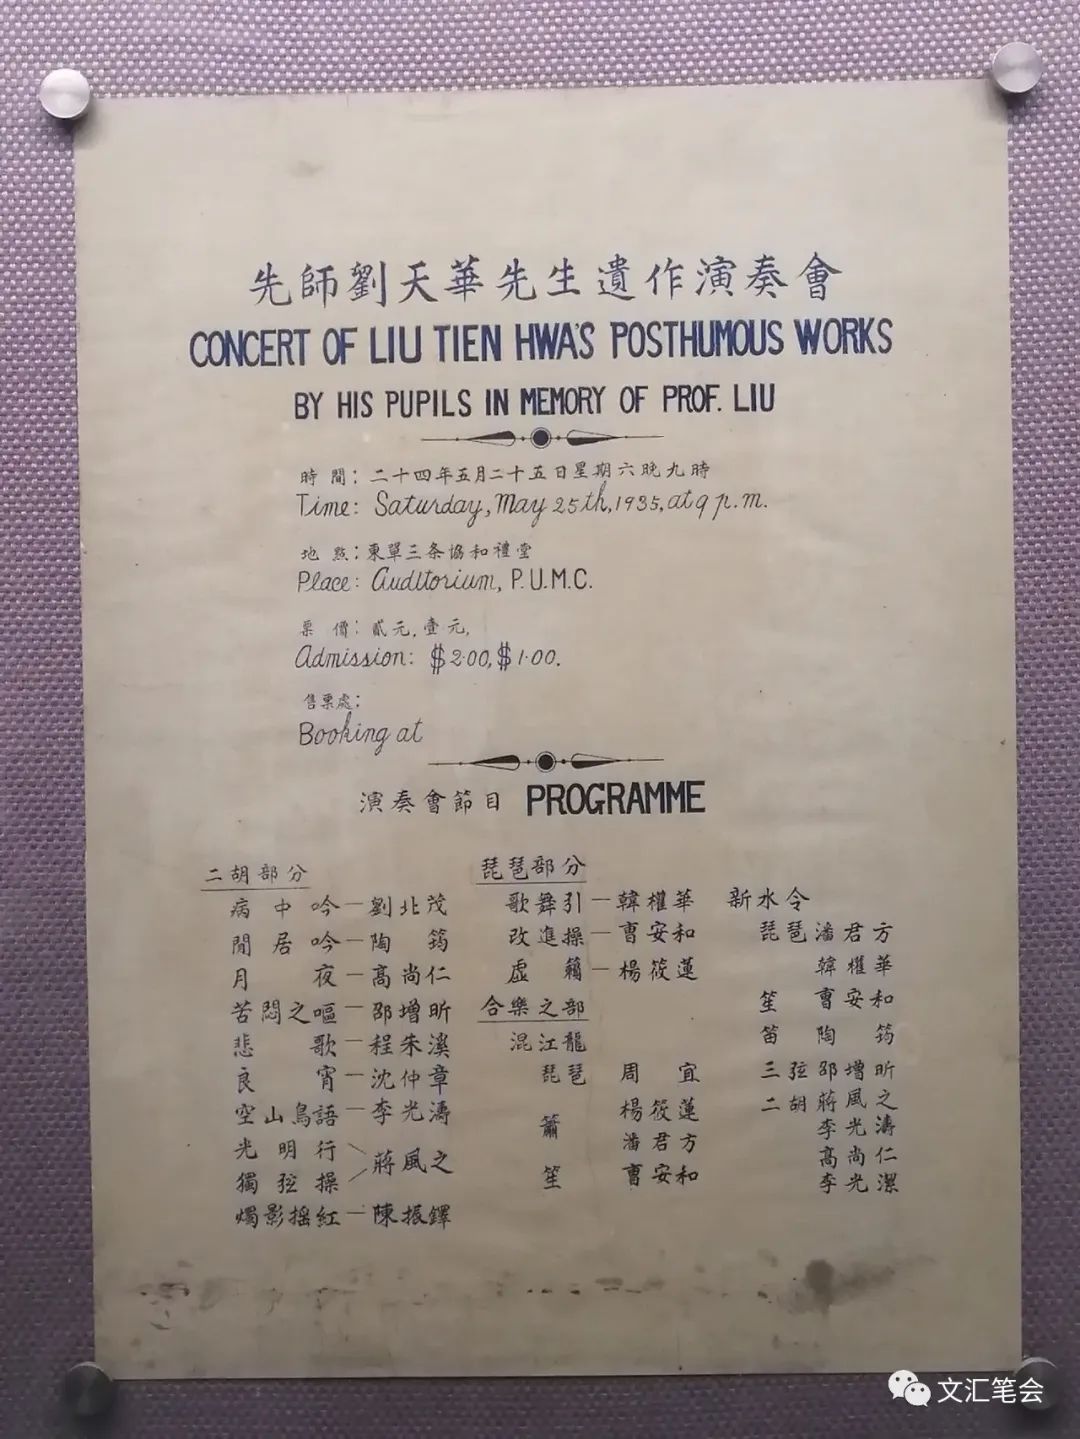 先師劉天華先生遺作演奏會
CONCERT OF LIU TIEN HWA'S POSTHUMOUS WORKS
BY HIS PUPILS IN MEMORY OF PROF. LIU
時間：二十四年五月二十五日星期六晚九時
Time: Saturday, May 25th, 1935, at 9 p.m.
地點：東單三条協和禮堂
Place: Auditorium, P.U.M.C.
票價：貳元，壹元，
Admission: $2.00, $1.00.
售票處：
Booking at
演奏會節目 PROGRAMME
二胡部分
病中吟－劉北茂
閒居吟－陶筠
月夜－高尚仁
苦悶之嘔－邵增昕
悲歌－程朱溪
良宵－沈仲章
空山鳥語－李光濤
光明行
獨弦操
蔣風之
燭影搖紅－陳振鐸
琵琶部分
歌舞引－韓權華
改進操－曹安和
虛籟－楊筱蓮
合樂之部
混江龍
琵琶 周宜
楊筱蓮
簫
潘君方
笙 曹安和
新水令
琵琶潘君方
韓權華
笙 曹安和
笛 陶筠
三弦邵增昕
二胡蔣風之
李光濤
高尚仁
李光潔
文汇笔会